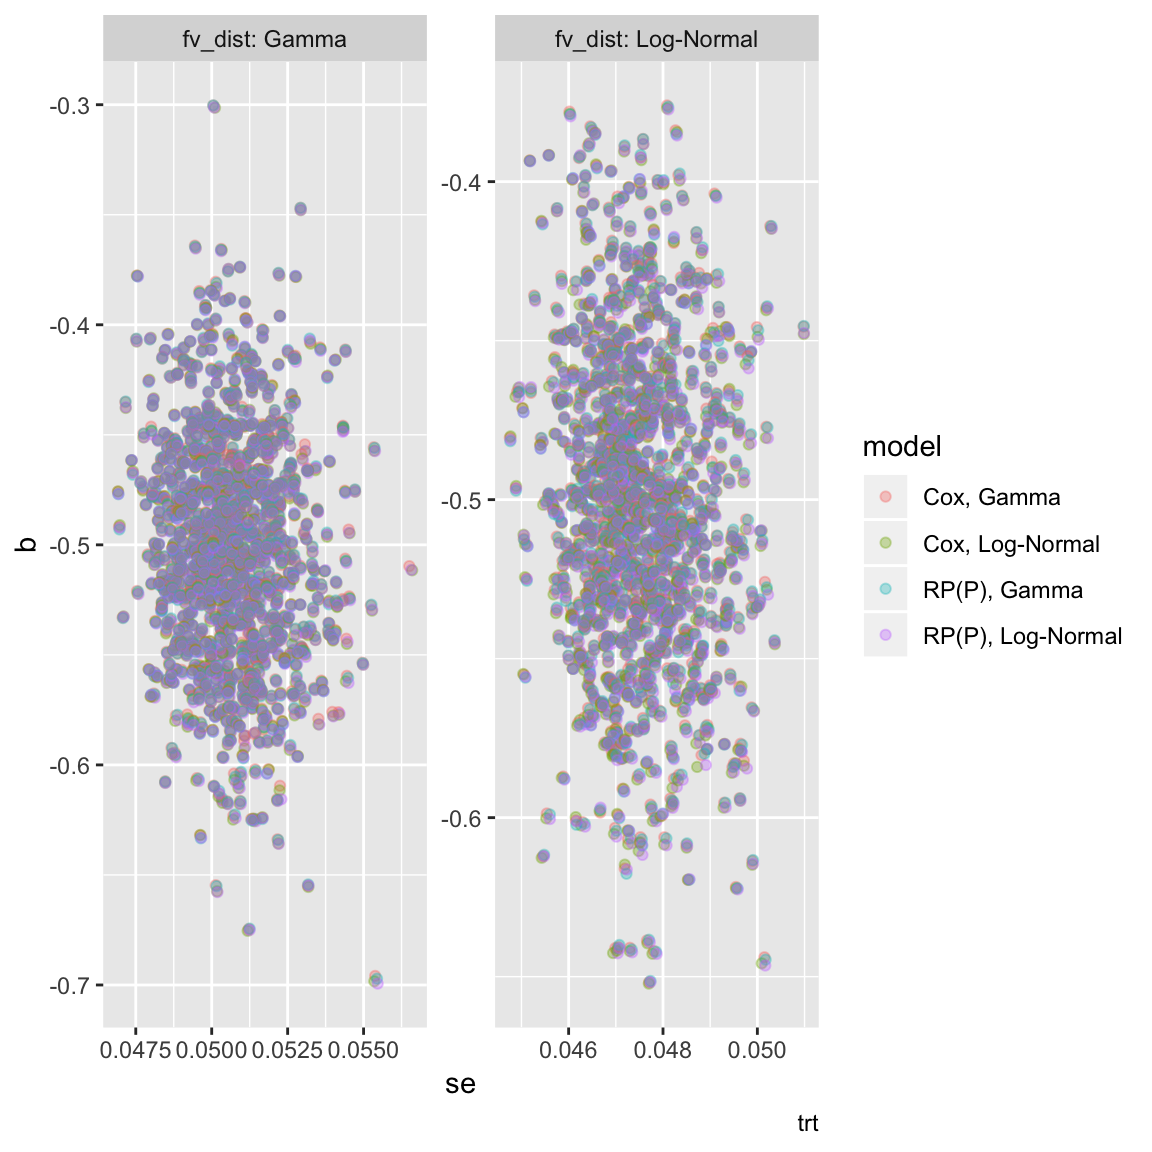 fv_dist: Gamma
fv_dist: Log-Normal
-0.3
-0.4
-0.5
-0.6
-0.7
-0.4
-0.5
-0.6
b
0.0475 0.0500 0.0525 0.0550
0.046 0.048 0.050
se
trt
model
Cox, Gamma
Cox, Log-Normal
RP(P), Gamma
RP(P), Log-Normal